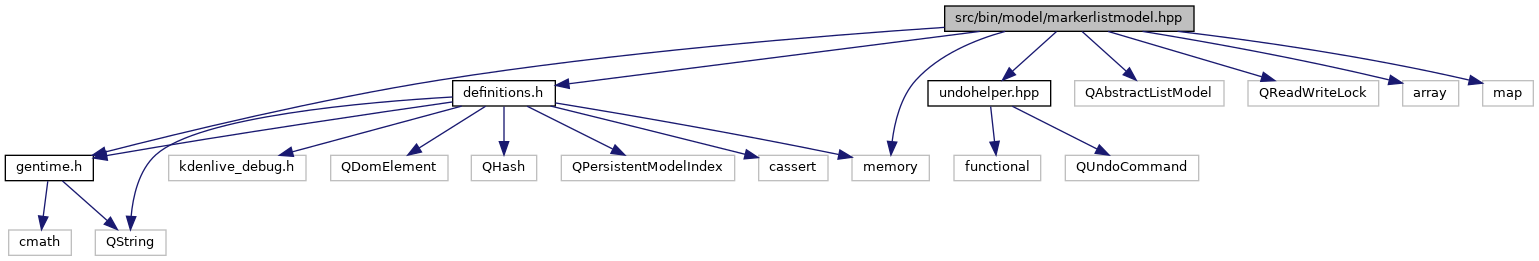 src/bin/model/markerlistmodel.hpp
definitions.h
undohelper.hpp
QAbstractListModel
QReadWriteLock
array
map
gentime.h
kdenlive_debug.h
QDomElement
QHash
QPersistentModelIndex
cassert
memory
functional
QUndoCommand
cmath
QString